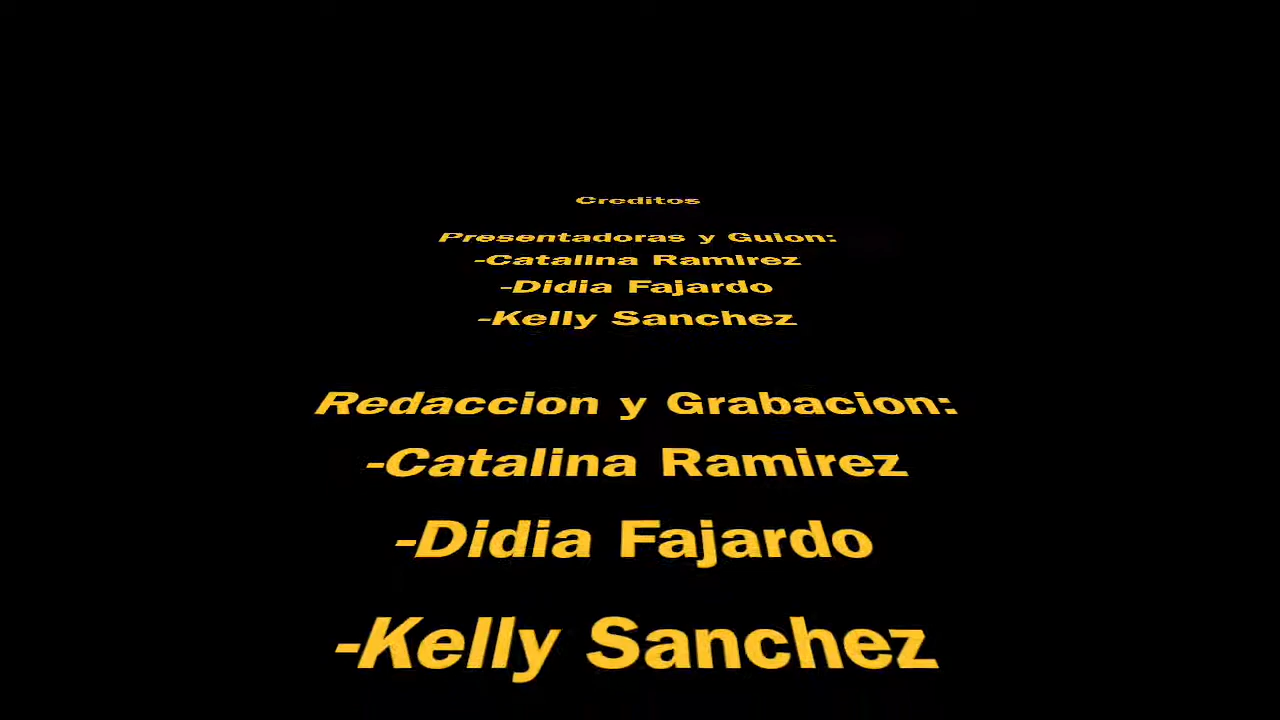 Creditos
Presentadoras y Guion:
-Catalina Ramirez
-Didia Fajardo
-Kelly Sanchez
Redaccion y Grabacion:
-Catalina Ramirez
-Didia Fajardo
-Kelly Sanchez